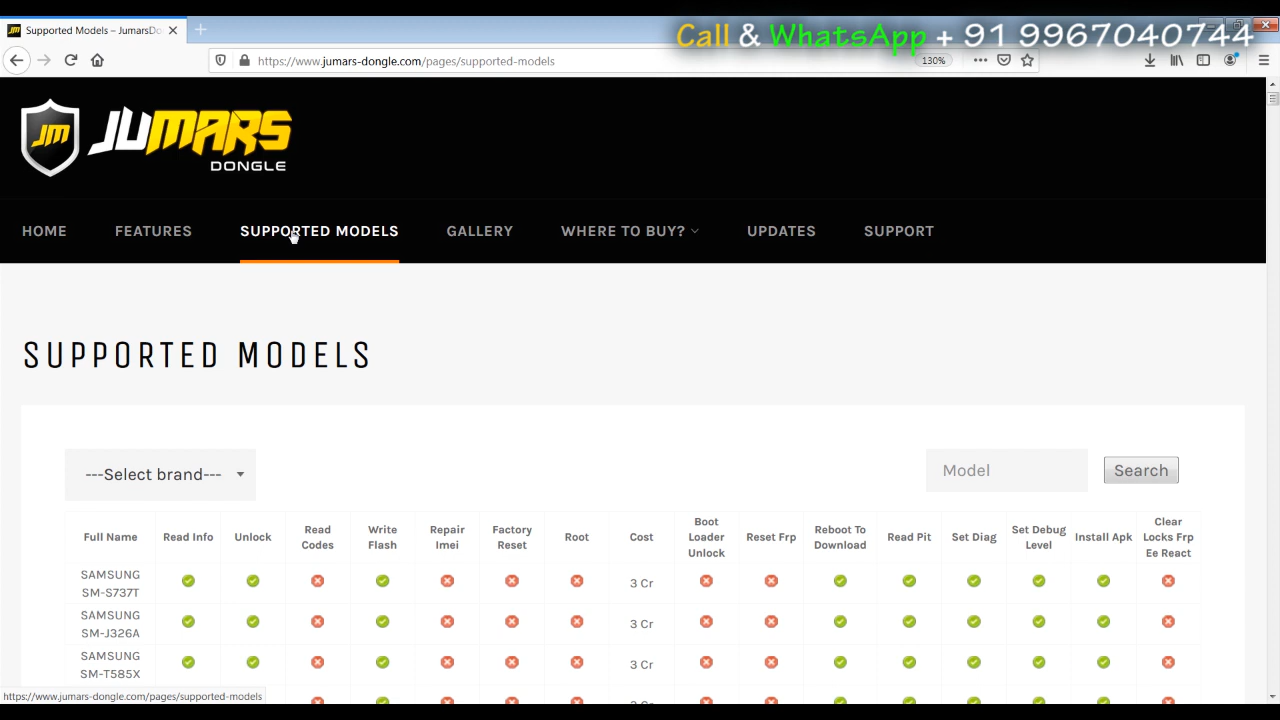 Supported Models – JumarsDo
Call & WhatsApp + 91 9967040744
https://www.jumars-dongle.com/pages/supported-models
130%
JM JUMARS
DONGLE
HOME FEATURES SUPPORTED MODELS GALLERY WHERE TO BUY? UPDATES SUPPORT
SUPPORTED MODELS
---Select brand--- Model Search
Full Name Read Info Unlock Read Codes Write Flash Repair Imei Factory Reset Root Cost Boot Loader Unlock Reset Frp Reboot To Download Read Pit Set Diag Set Debug Level Install Apk Clear Locks Frp Ee React
SAMSUNG
SM-S737T 3 Cr
SAMSUNG
SM-J326A 3 Cr
SAMSUNG
SM-T585X 3 Cr
https://www.jumars-dongle.com/pages/supported-models